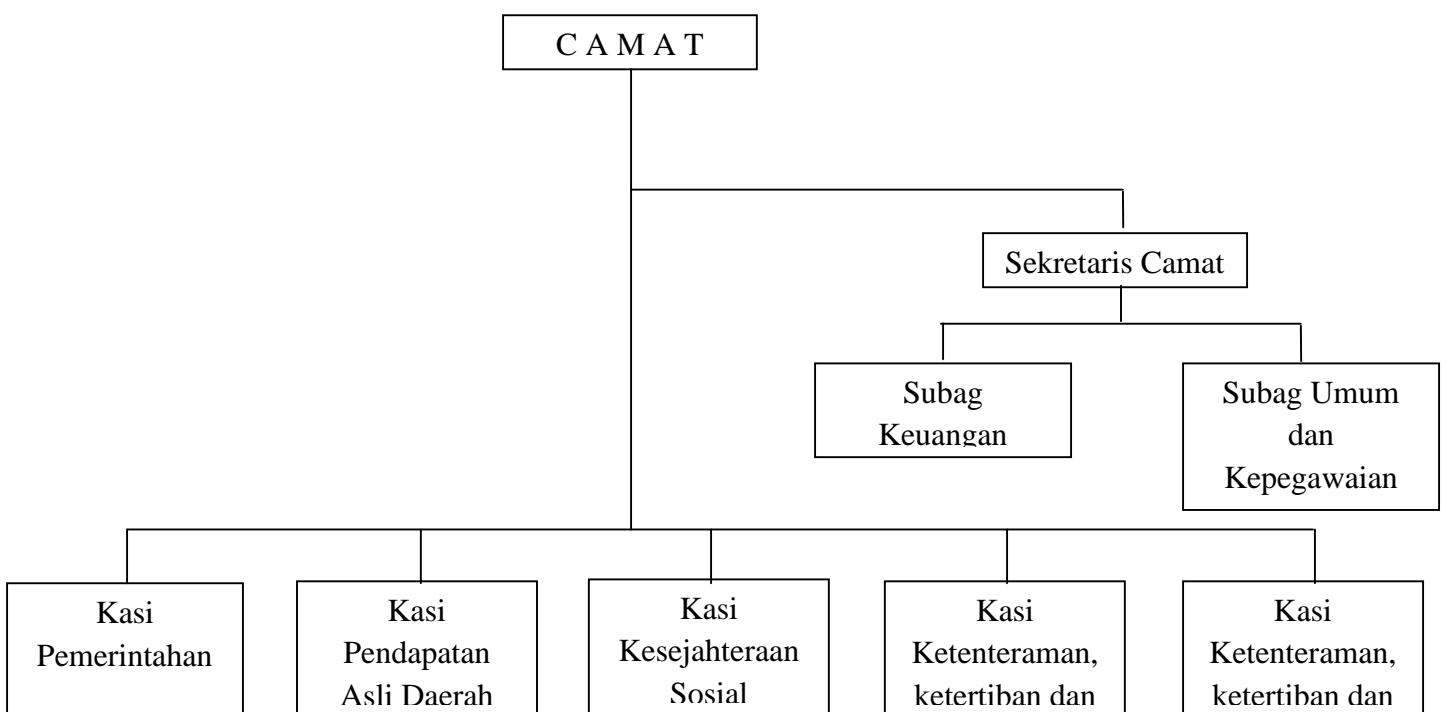 C A M A T
Sekretaris Camat
Subag
Keuangan
Subag Umum
dan
Kepegawaian
Kasi
Pemerintahan
Kasi
Pendapatan
Asli Daerah
Kasi
Kesejahteraan
Sosial
Kasi
Ketenteraman,
ketertiban dan
Kasi
Ketenteraman,
ketertiban dan